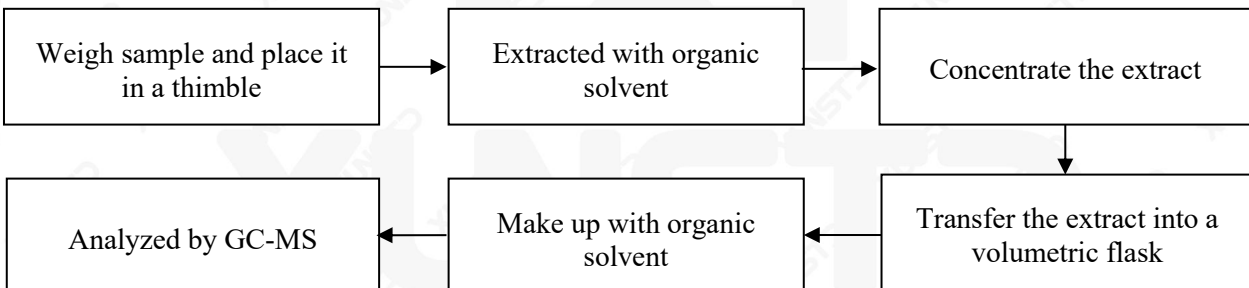 Weigh sample and place it
in a thimble
Extracted with organic
solvent
Concentrate the extract
Transfer the extract into a
volumetric flask
Make up with organic
solvent
Analyzed by GC-MS